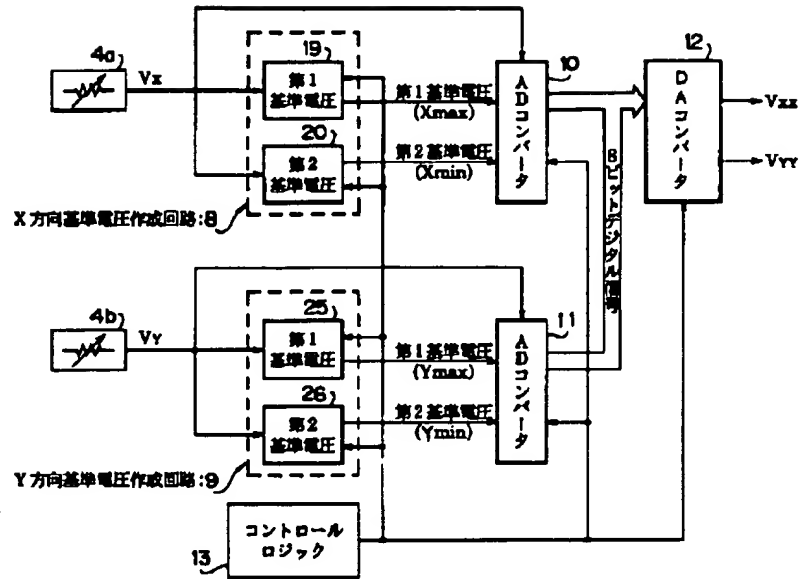 4a
VX
19
第1
基準電圧
20
第2
基準電圧
X方向基準電圧作成回路:8
第1基準電圧
(Xmax)
第2基準電圧
(Xmin)
10
ADコンバータ
8ビットデジタル信号
12
DAコンバータ
VXX
VYY
4b
VY
25
第1
基準電圧
26
第2
基準電圧
Y方向基準電圧作成回路:9
第1基準電圧
(Ymax)
第2基準電圧
(Ymin)
11
ADコンバータ
コントロール
ロジック
13